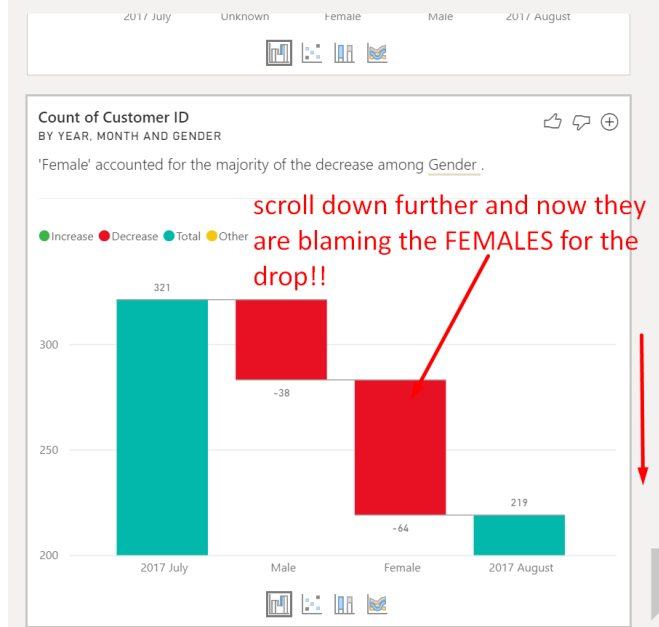 2017 July Unknown Female Male 2017 August
Count of Customer ID
BY YEAR, MONTH AND GENDER
'Female' accounted for the majority of the decrease among Gender .
scroll down further and now they
are blaming the FEMALES for the
drop!!
Increase Decrease Total Other
321
300
-38
250
219
-64
200
2017 July Male Female 2017 August